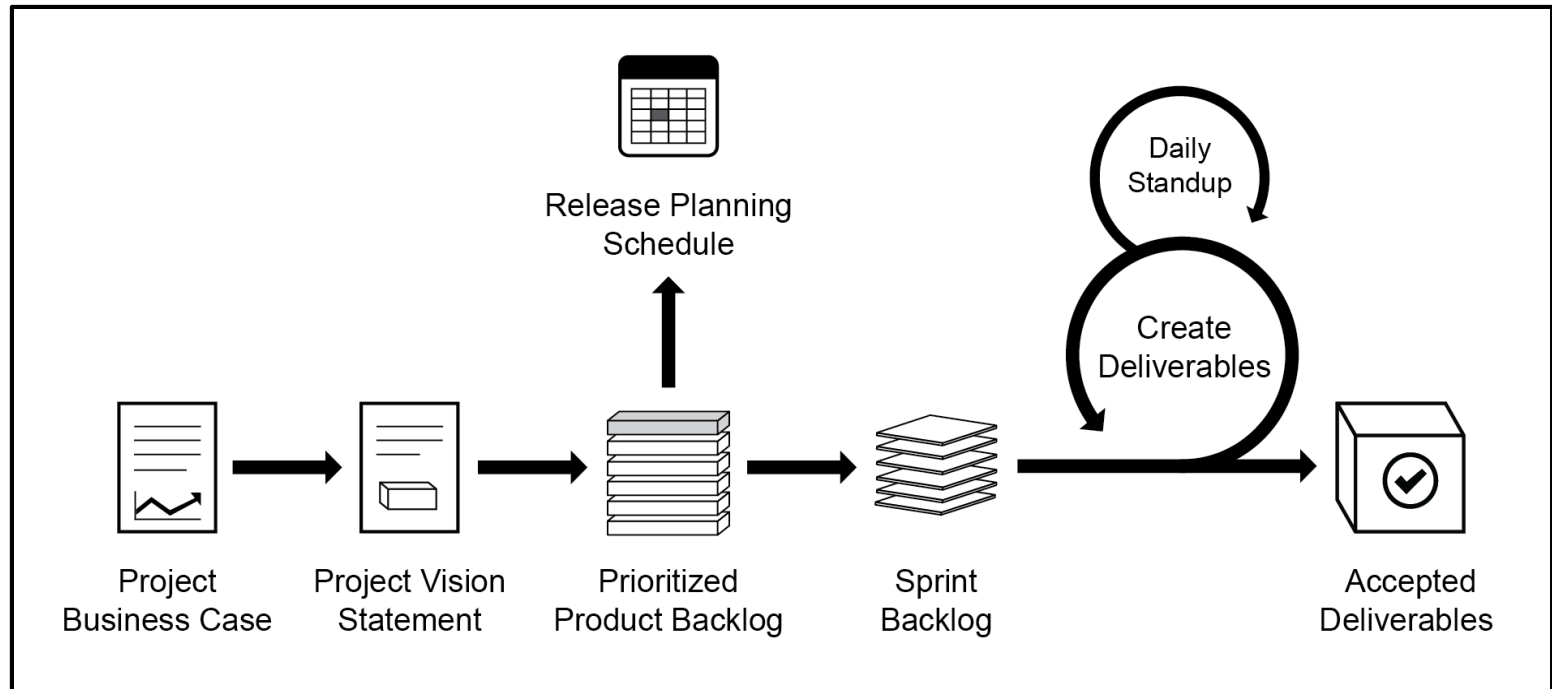 Release Planning
Schedule
Daily
Standup
Create
Deliverables
Project
Business Case
Project Vision
Statement
Prioritized
Product Backlog
Sprint
Backlog
Accepted
Deliverables